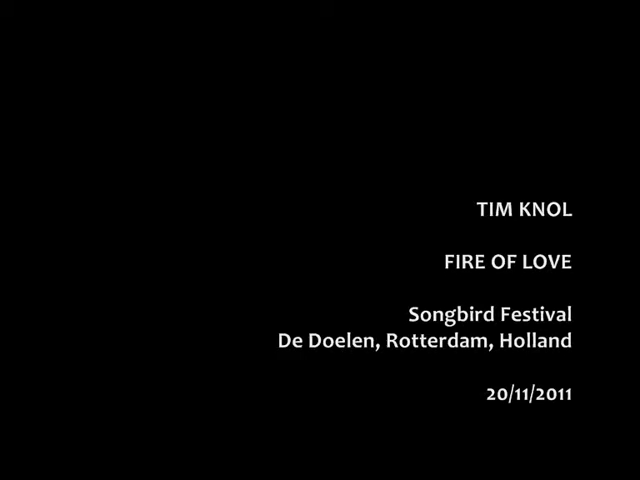 TIM KNOL
FIRE OF LOVE
Songbird Festival
De Doelen, Rotterdam, Holland
20/11/2011